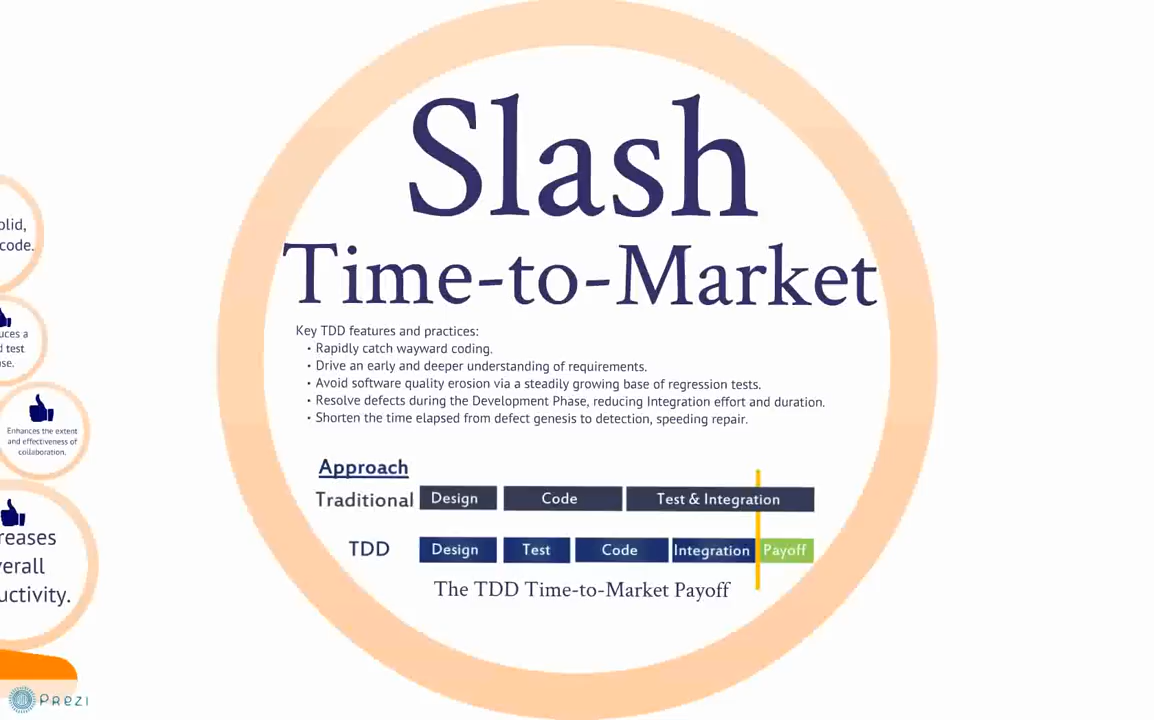 Slash
Time-to-Market
Key TDD features and practices:
• Rapidly catch wayward coding.
• Drive an early and deeper understanding of requirements.
• Avoid software quality erosion via a steadily growing base of regression tests.
• Resolve defects during the Development Phase, reducing Integration effort and duration.
• Shorten the time elapsed from defect genesis to detection, speeding repair.
Approach
Traditional Design Code Test & Integration
TDD Design Test Code Integration Payoff
The TDD Time-to-Market Payoff
olid,
code.
uces a
d test
se.
Enhances the extent
and effectiveness of
collaboration.
reases
verall
uctivity.
Prezi